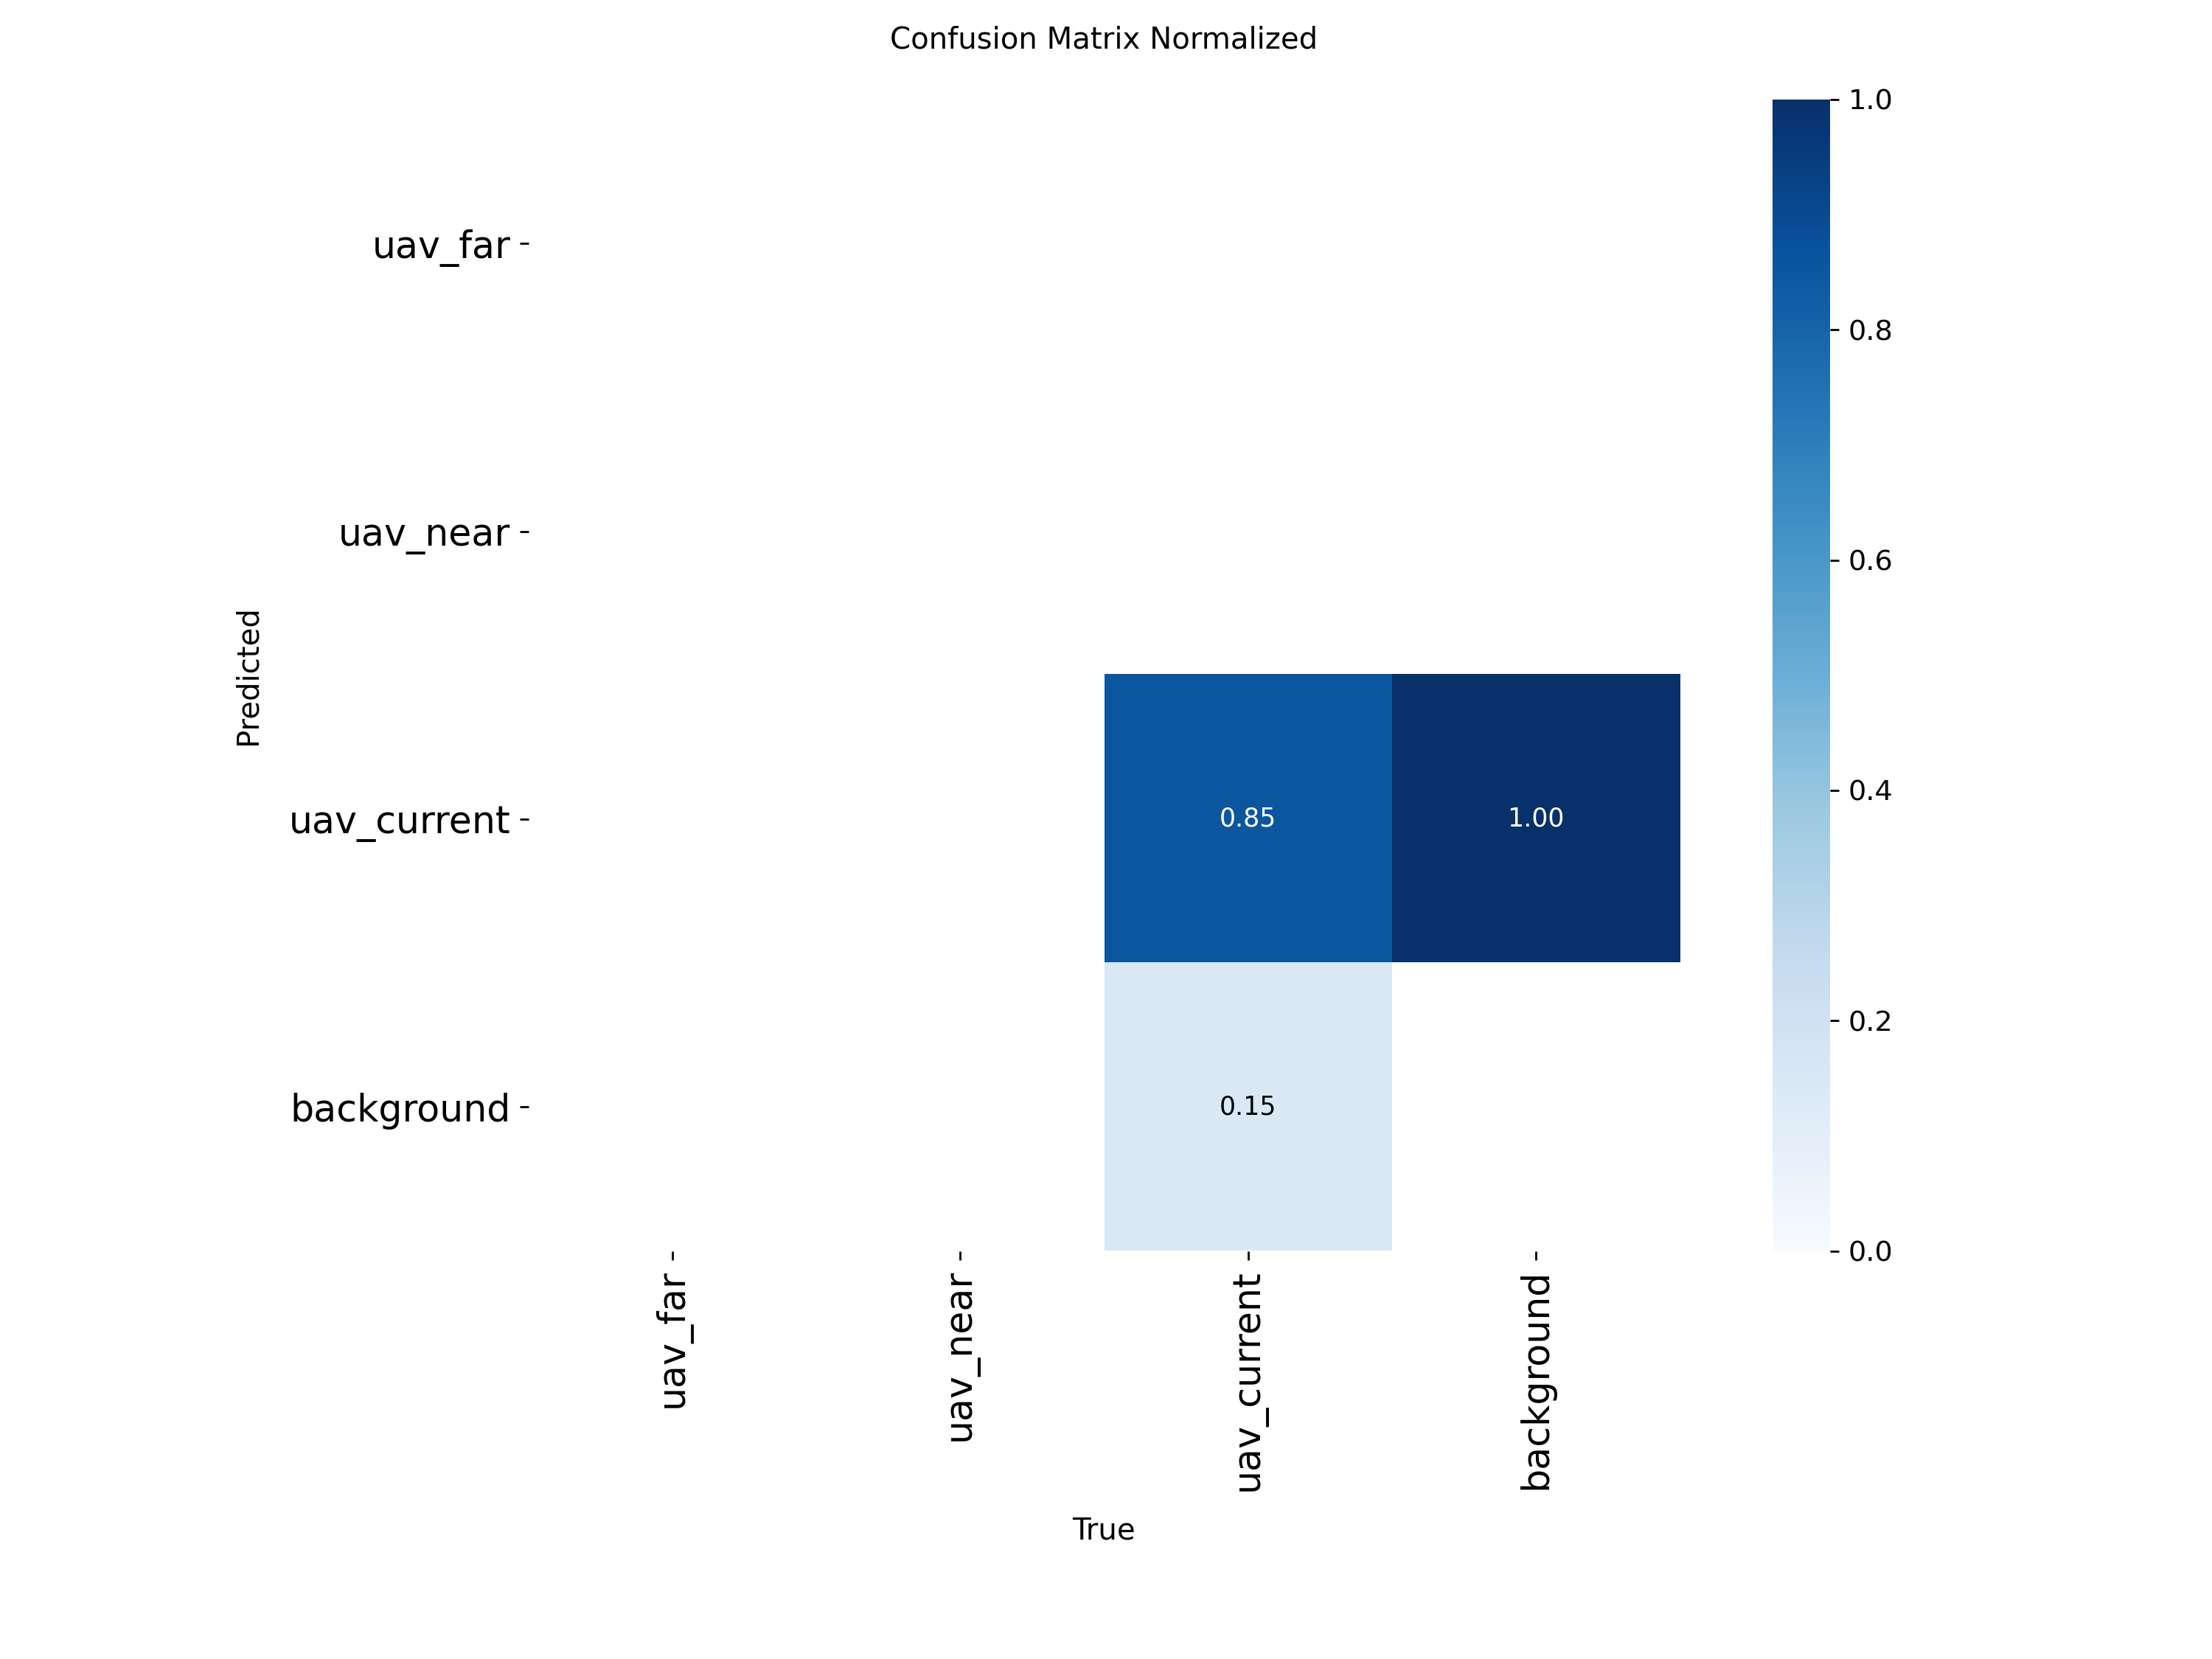 Confusion Matrix Normalized
uav_far
uav_near
uav_current
background
Predicted
0.85
1.00
0.15
uav_far
uav_near
uav_current
background
True
1.0
0.8
0.6
0.4
0.2
0.0